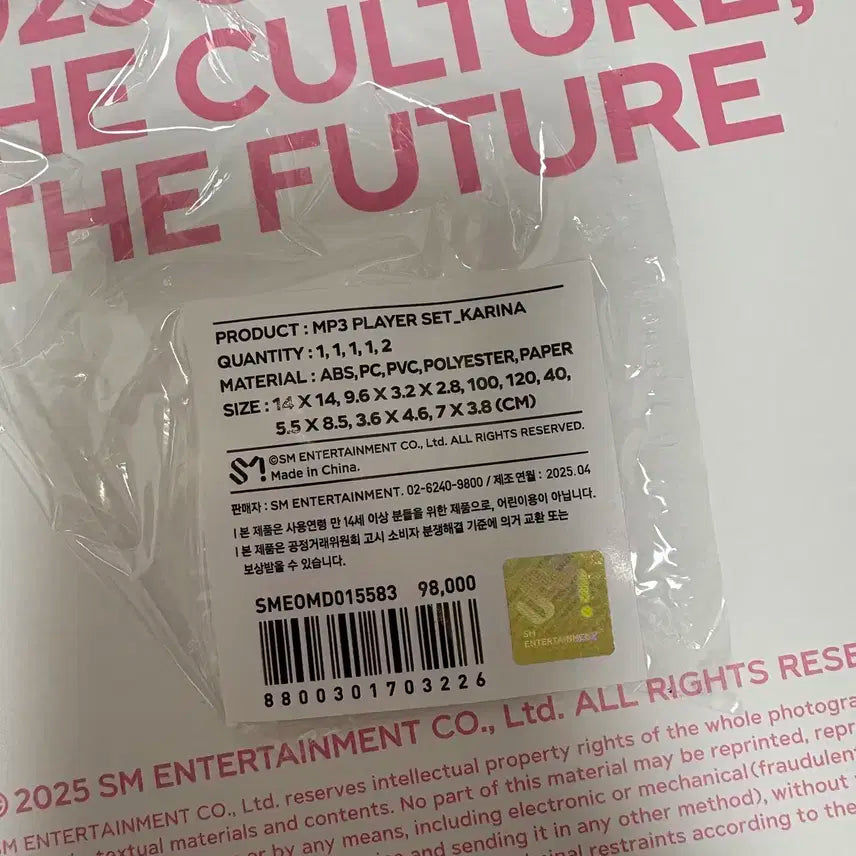 THE CULTURE,
THE FUTURE
PRODUCT : MP3 PLAYER SET_KARINA
QUANTITY : 1, 1, 1, 1, 2
MATERIAL : ABS,PC,PVC,POLYESTER,PAPER
SIZE : 14 X 14, 9.6 X 3.2 X 2.8, 100, 120, 40,
5.5 X 8.5, 3.6 X 4.6, 7 X 3.8 (CM)
SM! ©SM ENTERTAINMENT CO., Ltd. ALL RIGHTS RESERVED.
Made in China.
판매자 : SM ENTERTAINMENT. 02-6240-9800 / 제조 연월 : 2025.04
본 제품은 사용연령 만 14세 이상 분들을 위한 제품으로, 어린이용이 아닙니다.
본 제품은 공정거래위원회 고시 소비자 분쟁해결 기준에 의거 교환 또는
보상받을 수 있습니다.
SMEOMD015583 98,000
8800301703226
SM
ENTERTAINMENT
© 2025 SM ENTERTAINMENT CO., Ltd. ALL RIGHTS RESE
SM ENTERTAINMENT CO., Ltd. reserves intellectual property rights of the whole photogra
textual materials and contents. No part of this material may be reprinted, repr
or by any means, including electronic or mechanical(fraudulen
and sending it in any other method), without
restraints according to the